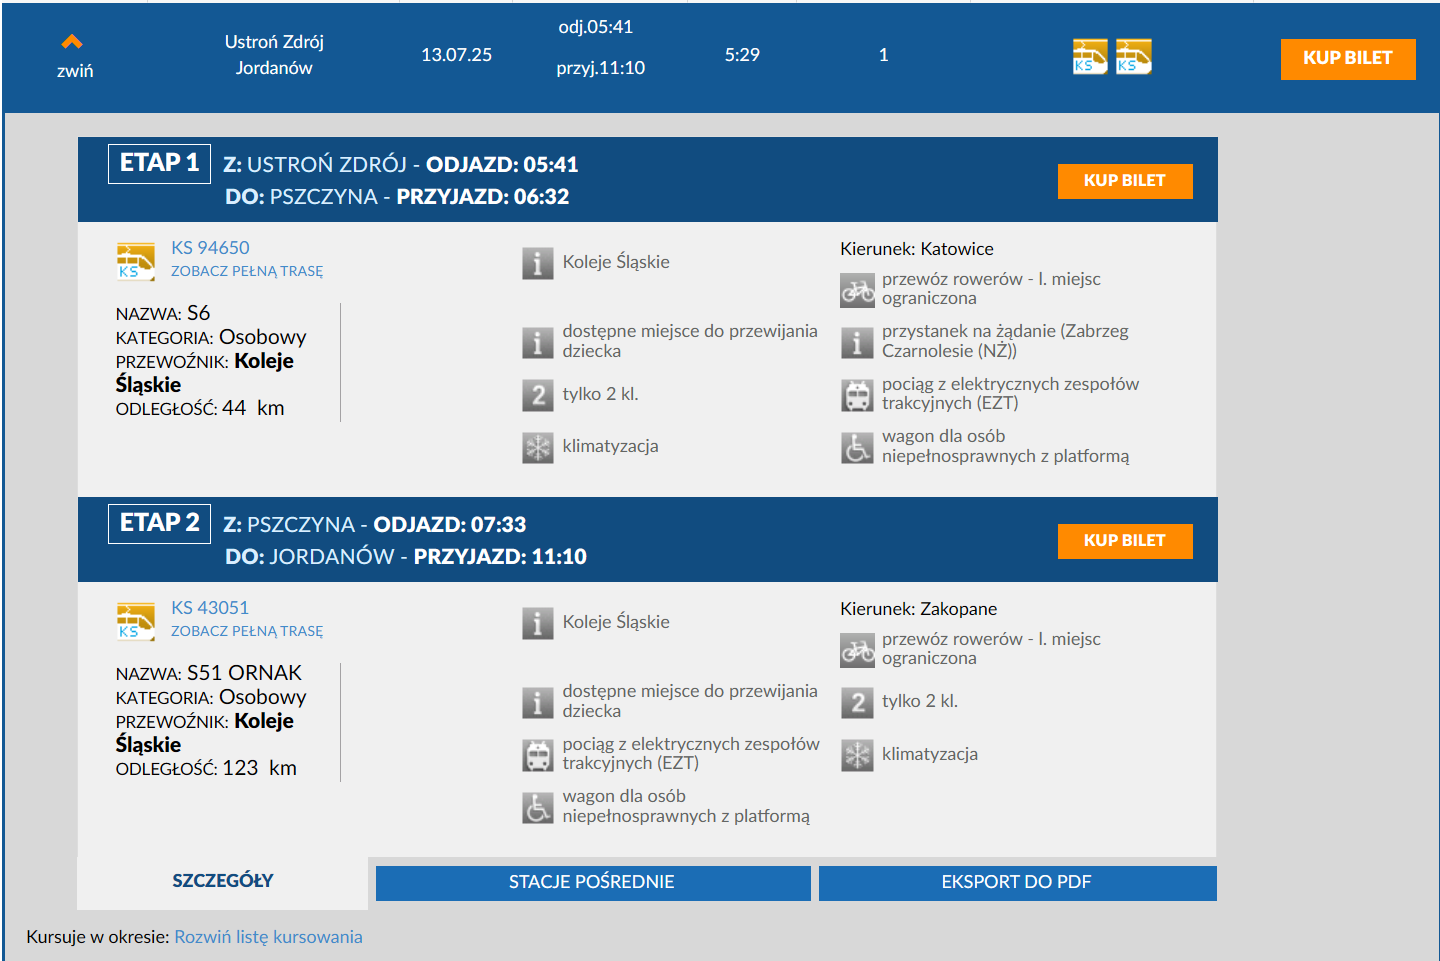 zwiń
Ustroń Zdrój
Jordanów
13.07.25
odj.05:41
przyj.11:10
5:29
1
KS KS
KUP BILET
ETAP 1
Z: USTROŃ ZDRÓJ - ODJAZD: 05:41
DO: PSZCZYNA - PRZYJAZD: 06:32
KUP BILET
KS
KS 94650
ZOBACZ PEŁNĄ TRASĘ
NAZWA: S6
KATEGORIA: Osobowy
PRZEWOŹNIK: Koleje
Śląskie
ODLEGŁOŚĆ: 44 km
i Koleje Śląskie
i dostępne miejsce do przewijania
dziecka
2 tylko 2 kl.
klimatyzacja
Kierunek: Katowice
przewóz rowerów - l. miejsc
ograniczona
i przystanek na żądanie (Zabrzeg
Czarnolesie (NŻ))
pociąg z elektrycznych zespołów
trakcyjnych (EZT)
wagon dla osób
niepełnosprawnych z platformą
ETAP 2
Z: PSZCZYNA - ODJAZD: 07:33
DO: JORDANÓW - PRZYJAZD: 11:10
KUP BILET
KS
KS 43051
ZOBACZ PEŁNĄ TRASĘ
NAZWA: S51 ORNAK
KATEGORIA: Osobowy
PRZEWOŹNIK: Koleje
Śląskie
ODLEGŁOŚĆ: 123 km
i Koleje Śląskie
i dostępne miejsce do przewijania
dziecka
pociąg z elektrycznych zespołów
trakcyjnych (EZT)
wagon dla osób
niepełnosprawnych z platformą
Kierunek: Zakopane
przewóz rowerów - l. miejsc
ograniczona
2 tylko 2 kl.
klimatyzacja
SZCZEGÓŁY
STACJE POŚREDNIE
EKSPORT DO PDF
Kursuje w okresie: Rozwiń listę kursowania